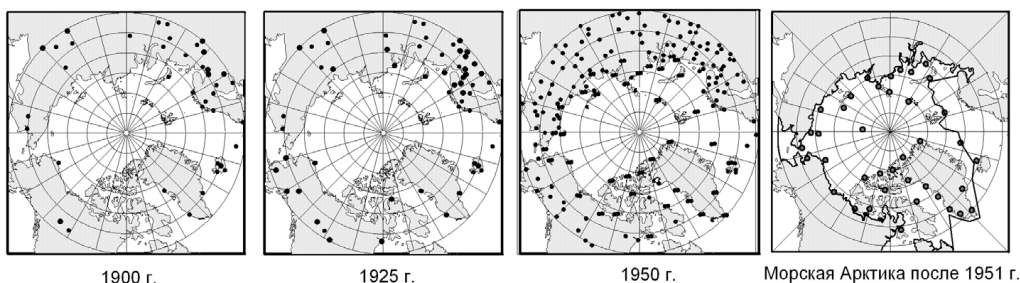 1900 г.
1925 г.
1950 г.
Морская Арктика после 1951 г.